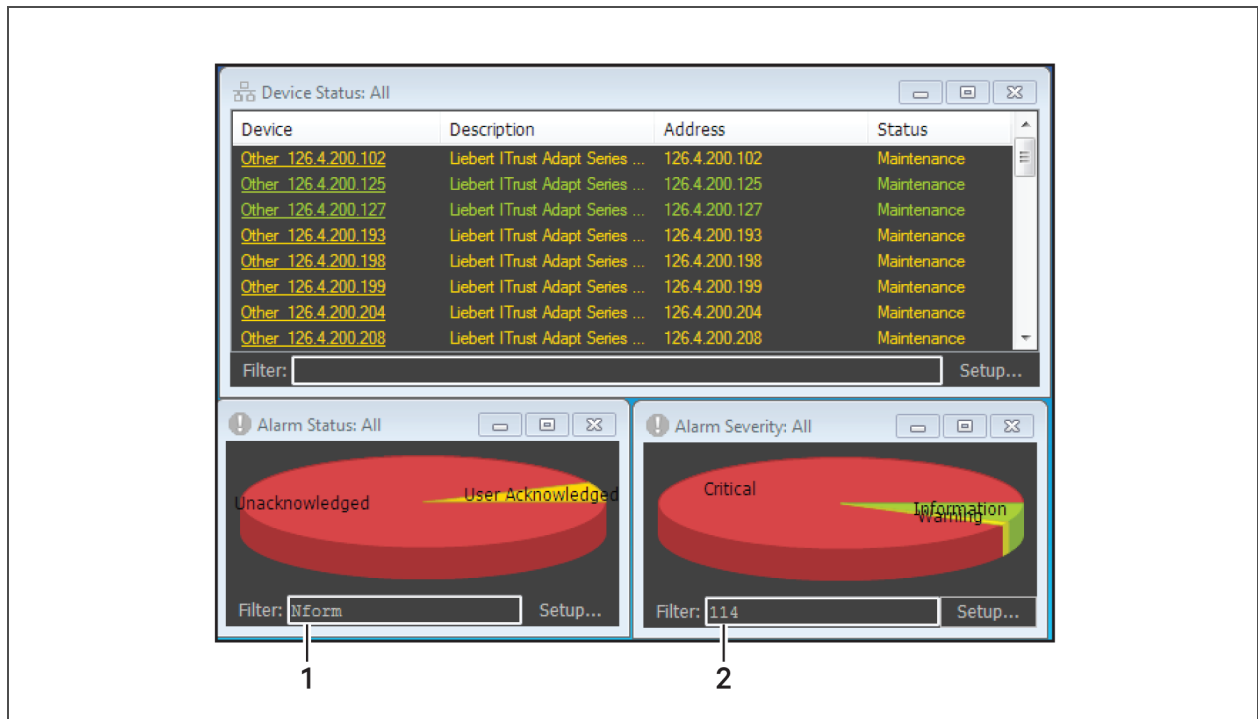 Device Status: All
Device Description Address Status
Other_126.4.200.102 Liebert ITrust Adapt Series ... 126.4.200.102 Maintenance
Other_126.4.200.125 Liebert ITrust Adapt Series ... 126.4.200.125 Maintenance
Other_126.4.200.127 Liebert ITrust Adapt Series ... 126.4.200.127 Maintenance
Other_126.4.200.193 Liebert ITrust Adapt Series ... 126.4.200.193 Maintenance
Other_126.4.200.198 Liebert ITrust Adapt Series ... 126.4.200.198 Maintenance
Other_126.4.200.199 Liebert ITrust Adapt Series ... 126.4.200.199 Maintenance
Other_126.4.200.204 Liebert ITrust Adapt Series ... 126.4.200.204 Maintenance
Other_126.4.200.208 Liebert ITrust Adapt Series ... 126.4.200.208 Maintenance
Filter: Setup...
Alarm Status: All
Unacknowledged
User Acknowledged
Filter: Nform Setup...
Alarm Severity: All
Critical
Information
Warning
Filter: 114 Setup...
1
2